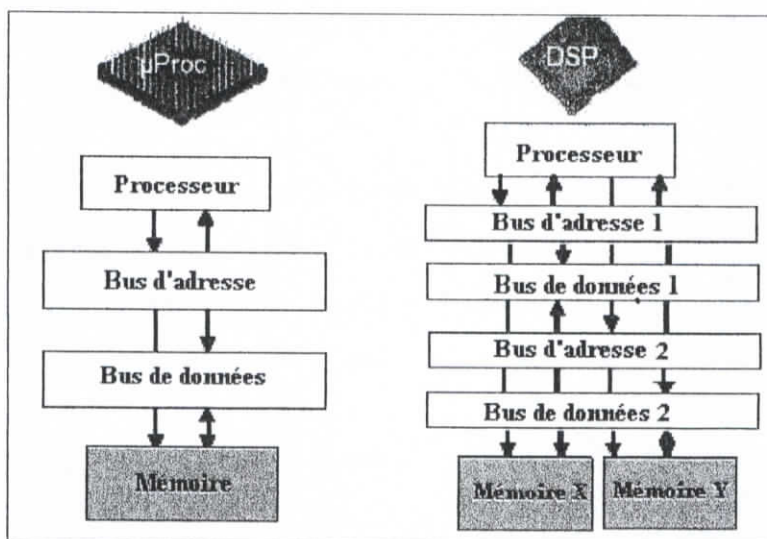 µProc
Processeur
Bus d'adresse
Bus de données
Mémoire
DSP
Processeur
Bus d'adresse 1
Bus de données 1
Bus d'adresse 2
Bus de données 2
Mémoire X
Mémoire Y